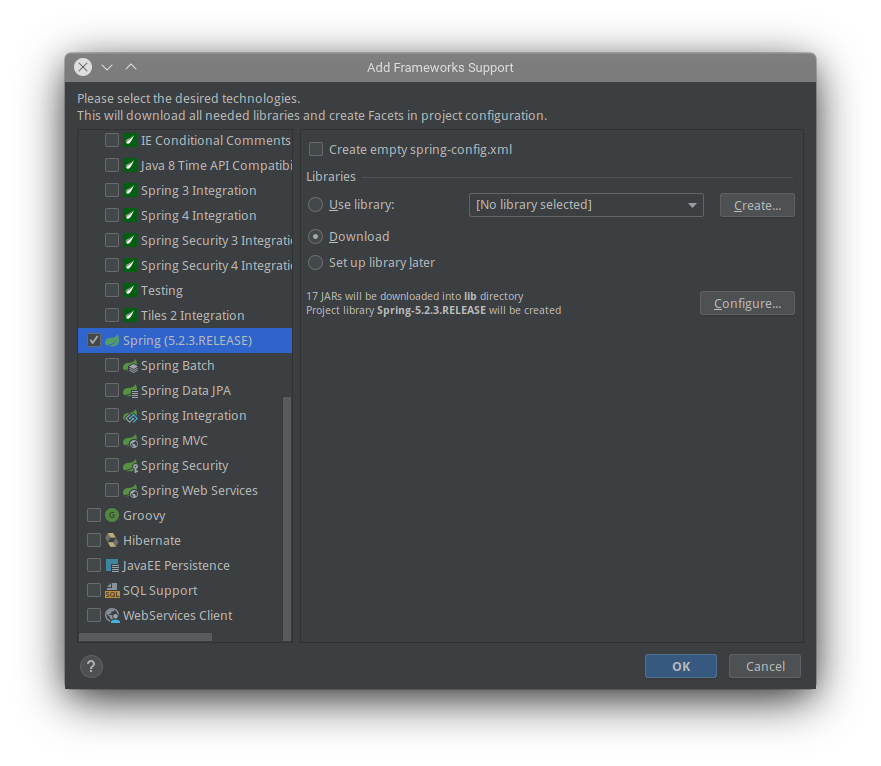 Add Frameworks Support
Please select the desired technologies.
This will download all needed libraries and create Facets in project configuration.
IE Conditional Comments
Java 8 Time API Compatibi
Spring 3 Integration
Spring 4 Integration
Spring Security 3 Integratio
Spring Security 4 Integratio
Testing
Tiles 2 Integration
Spring (5.2.3.RELEASE)
Spring Batch
Spring Data JPA
Spring Integration
Spring MVC
Spring Security
Spring Web Services
Groovy
Hibernate
JavaEE Persistence
SQL Support
WebServices Client
Create empty spring-config.xml
Libraries
Use library:
[No library selected]
Create...
Download
Set up library later
17 JARs will be downloaded into lib directory
Project library Spring-5.2.3.RELEASE will be created
Configure...
?
OK
Cancel